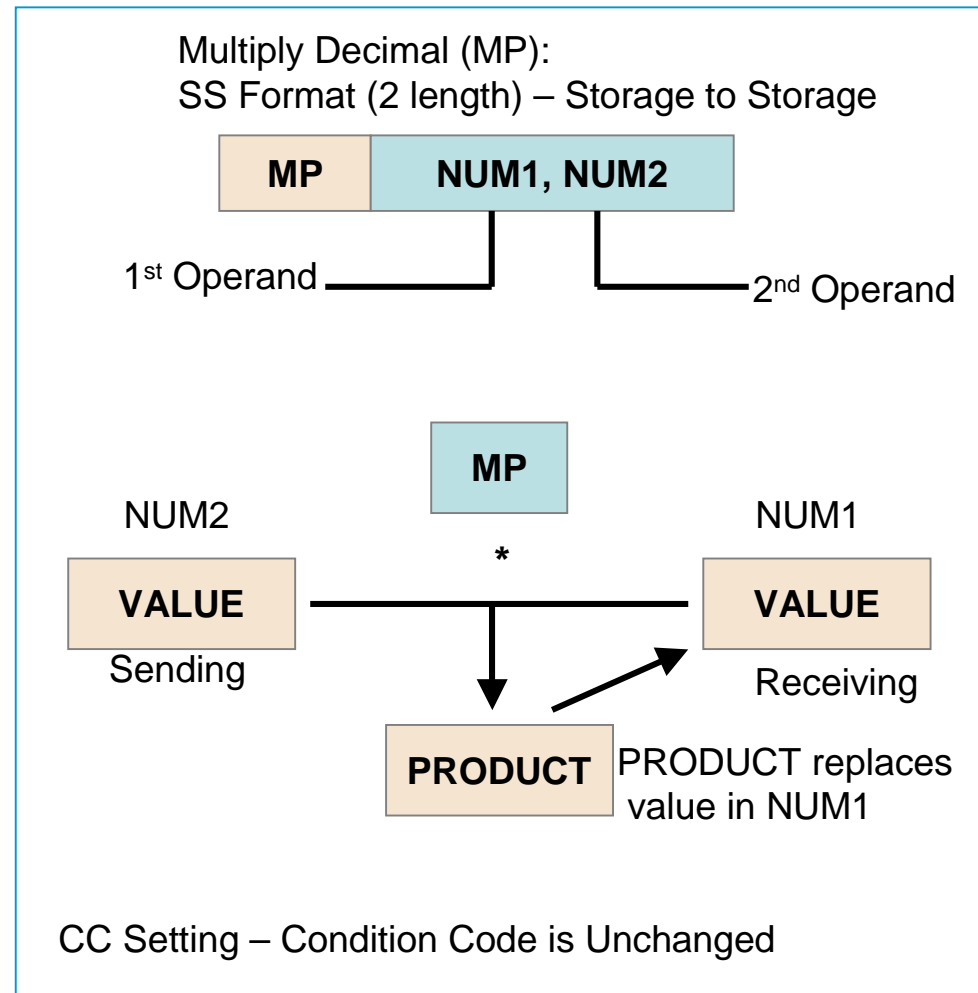 Multiply Decimal (MP):
SS Format (2 length) – Storage to Storage
MP NUM1, NUM2
1st Operand
2nd Operand
MP
NUM2 NUM1
*
VALUE VALUE
Sending Receiving
PRODUCT PRODUCT replaces
value in NUM1
CC Setting – Condition Code is Unchanged